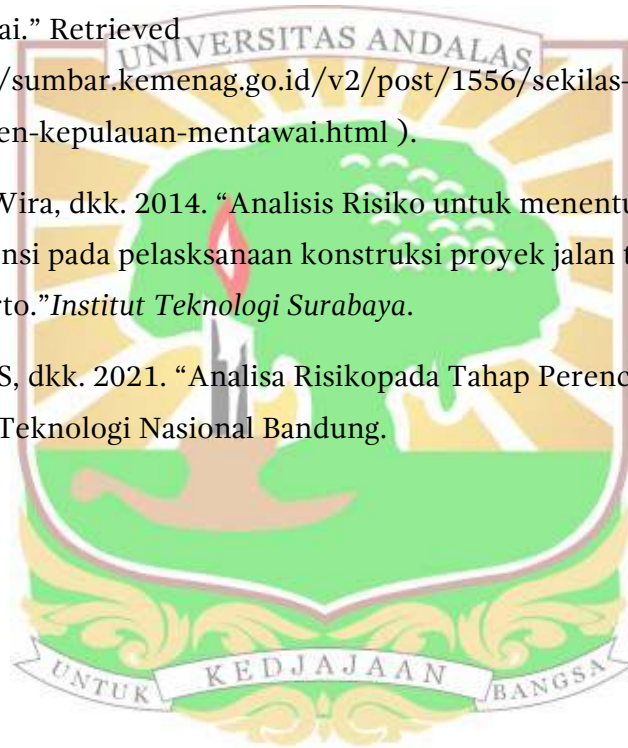 ai.” Retrieved
UNIVERSITAS ANDALAS
/sumbar.kemenag.go.id/v2/post/1556/sekilas-
en-kepulauan-mentawai.html ).
Wira, dkk. 2014. “Analisis Risiko untuk menentu
nsi pada pelasksanaan konstruksi proyek jalan t
rto.”Institut Teknologi Surabaya.
S, dkk. 2021. “Analisa Risikopada Tahap Perenc
Teknologi Nasional Bandung.
UNTUK KEDJAJAAN BANGSA